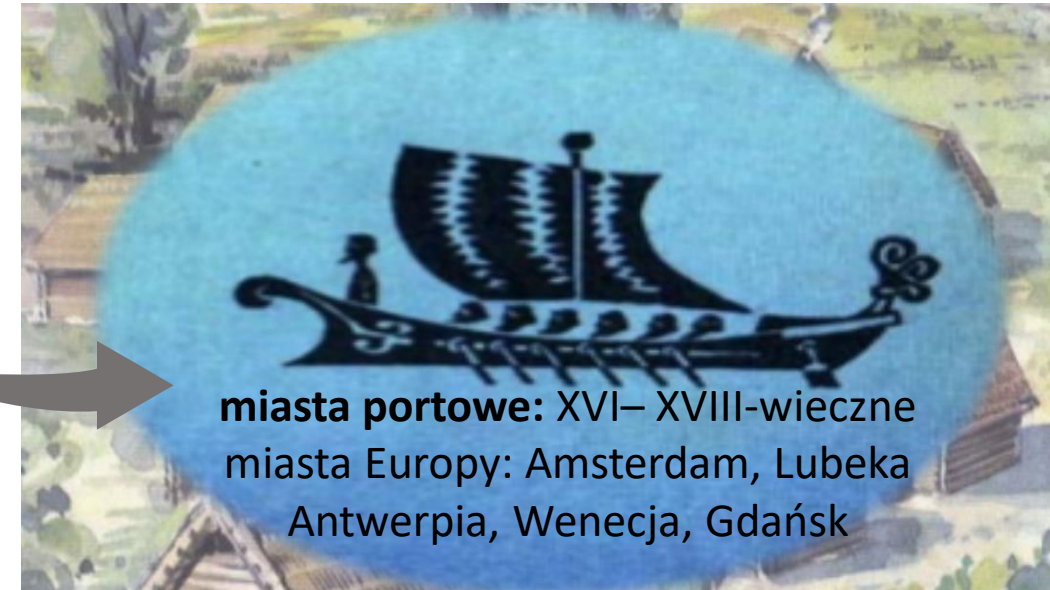 miasta portowe: XVI– XVIII-wieczne
miasta Europy: Amsterdam, Lubeka
Antwerpia, Wenecja, Gdańsk